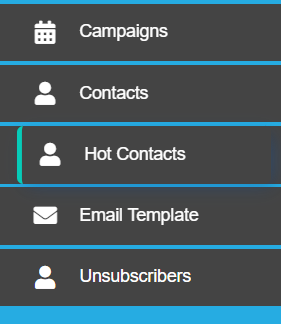 Campaigns
Contacts
Hot Contacts
Email Template
Unsubscribers